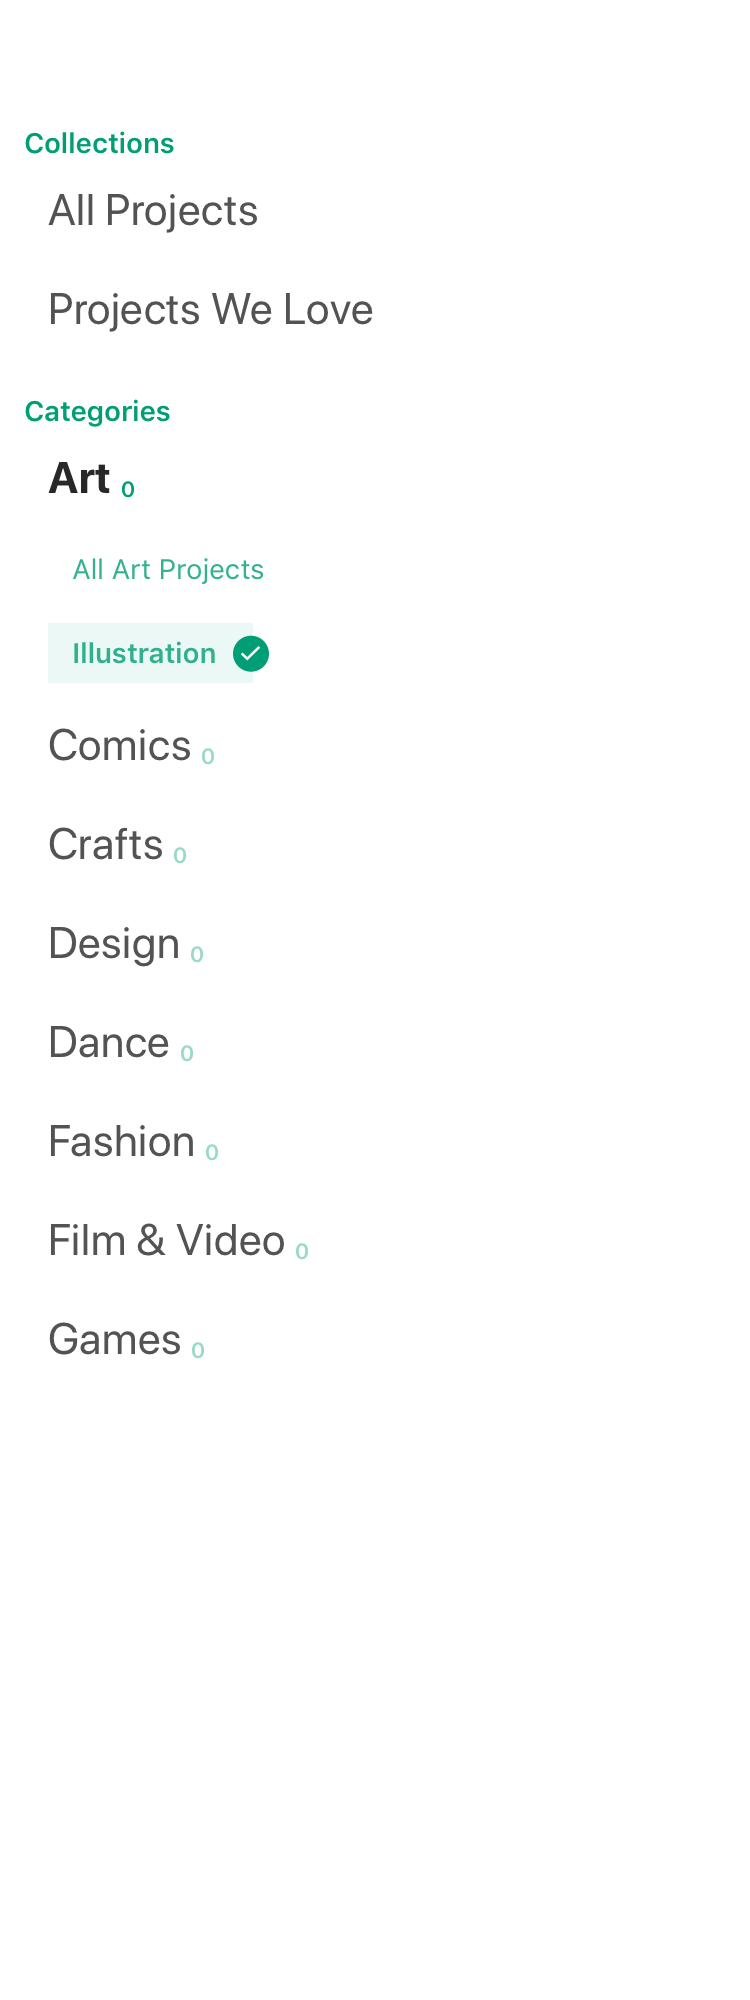 Collections
All Projects
Projects We Love
Categories
Art 0
All Art Projects
Illustration
Comics 0
Crafts 0
Design 0
Dance 0
Fashion 0
Film & Video 0
Games 0